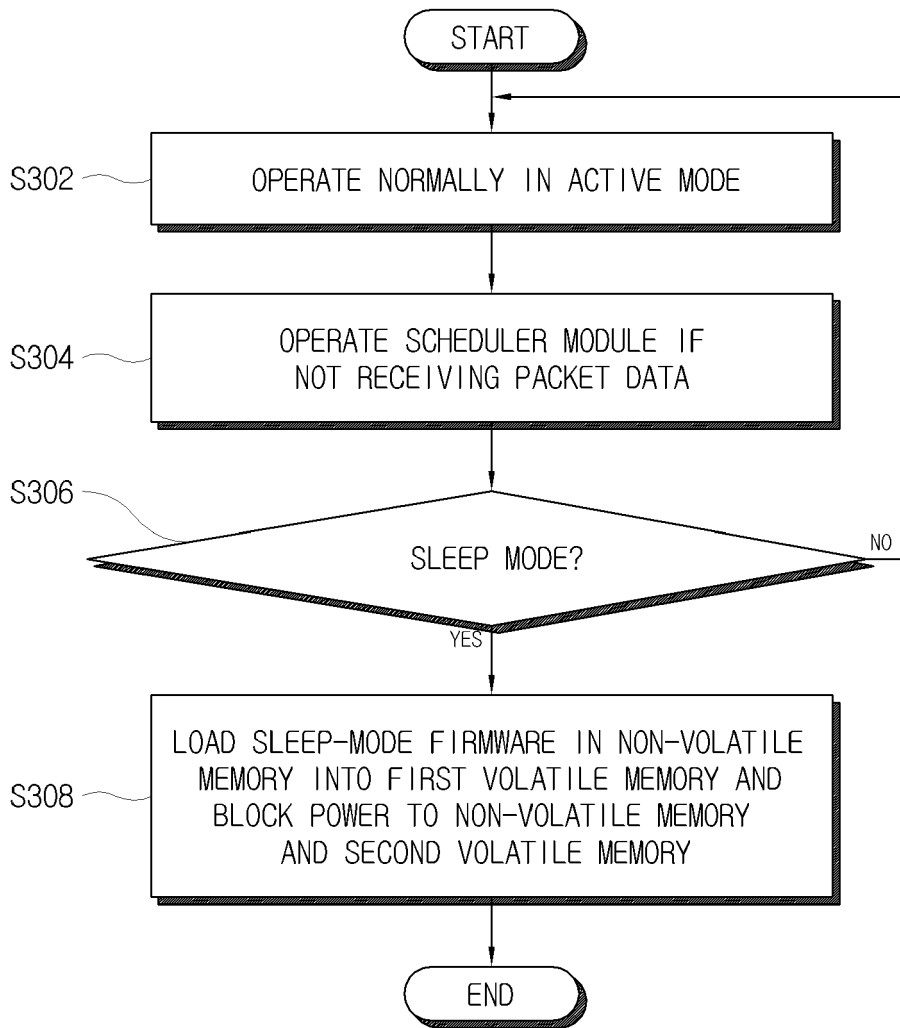 START
S302
OPERATE NORMALLY IN ACTIVE MODE
S304
OPERATE SCHEDULER MODULE IF
NOT RECEIVING PACKET DATA
S306
SLEEP MODE?
NO
YES
S308
LOAD SLEEP-MODE FIRMWARE IN NON-VOLATILE
MEMORY INTO FIRST VOLATILE MEMORY AND
BLOCK POWER TO NON-VOLATILE MEMORY
AND SECOND VOLATILE MEMORY
END